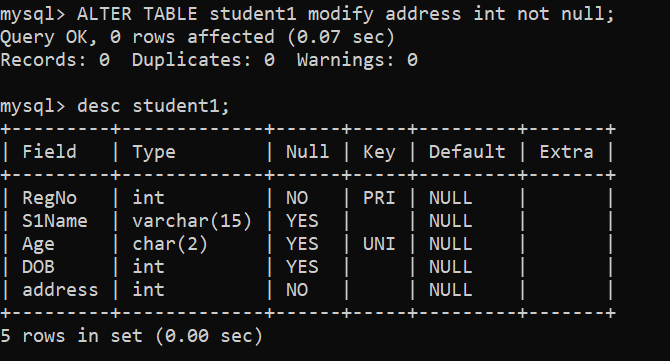 mysql> ALTER TABLE student1 modify address int not null;
Query OK, 0 rows affected (0.07 sec)
Records: 0  Duplicates: 0  Warnings: 0

mysql> desc student1;
+---------+-------------+------+-----+---------+-------+
| Field   | Type        | Null | Key | Default | Extra |
+---------+-------------+------+-----+---------+-------+
| RegNo   | int         | NO   | PRI | NULL    |       |
| S1Name  | varchar(15) | YES  |     | NULL    |       |
| Age     | char(2)     | YES  | UNI | NULL    |       |
| DOB     | int         | YES  |     | NULL    |       |
| address | int         | NO   |     | NULL    |       |
+---------+-------------+------+-----+---------+-------+
5 rows in set (0.00 sec)